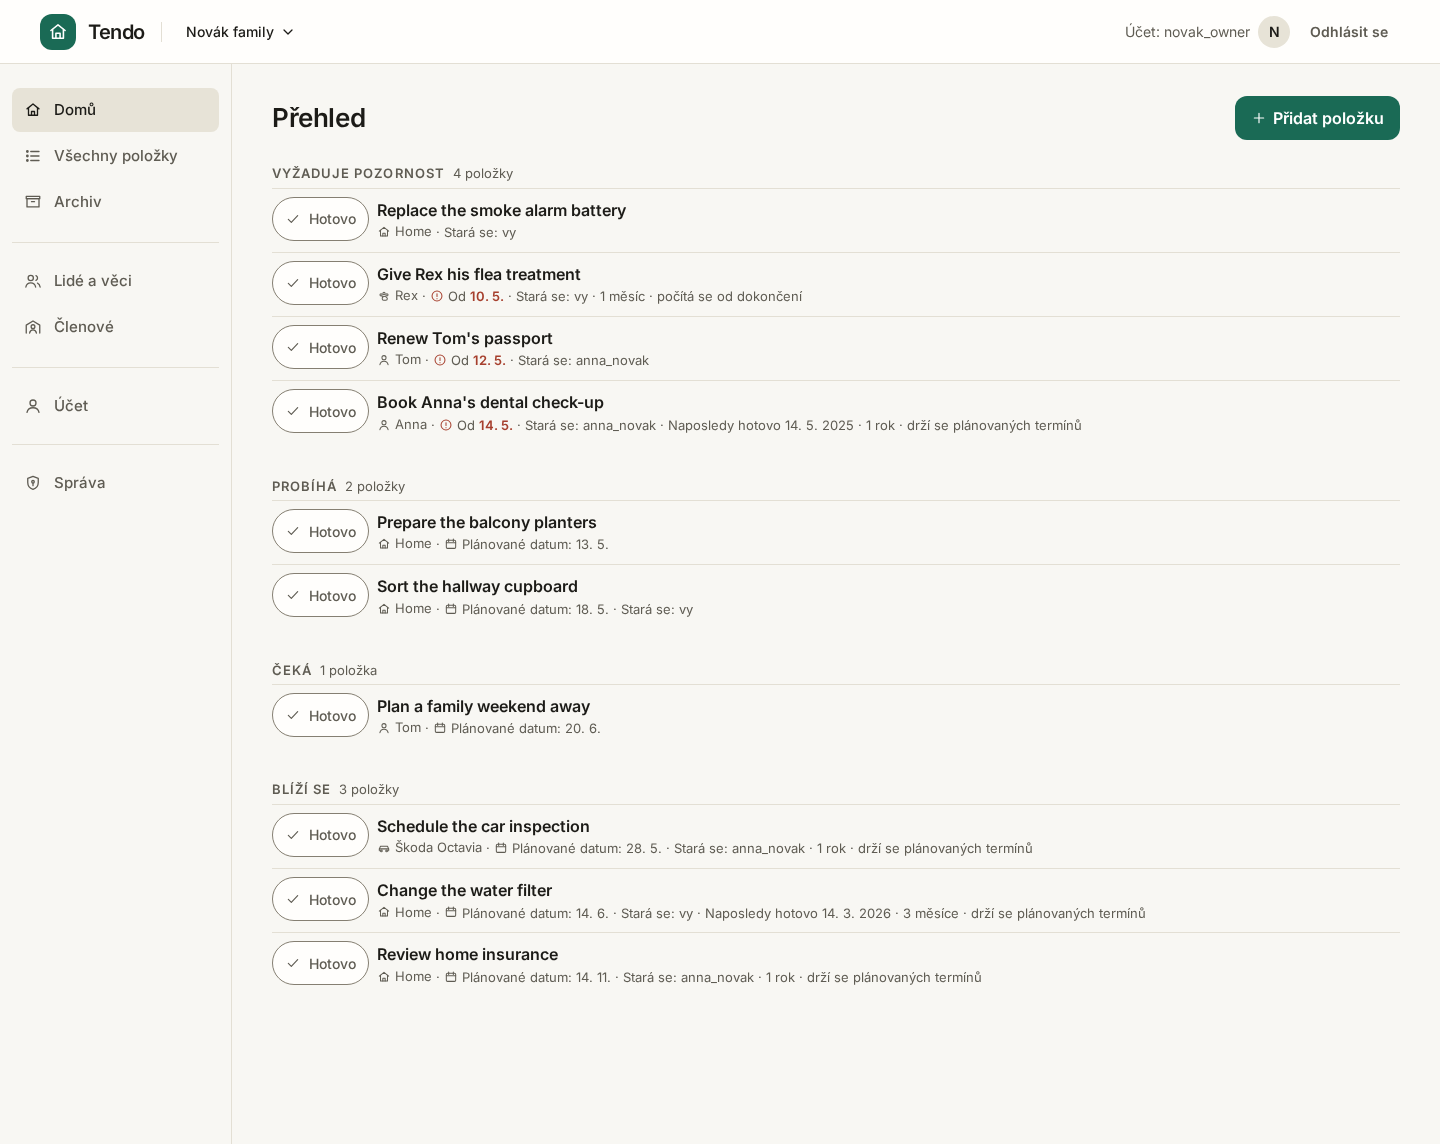 Tendo
Novák family
Účet: novak_owner
N
Odhlásit se
Domů
Všechny položky
Archiv
Lidé a věci
Členové
Účet
Správa
Přehled
Přidat položku
VYŽADUJE POZORNOST 4 položky
Hotovo
Replace the smoke alarm battery
Home · Stará se: vy
Hotovo
Give Rex his flea treatment
Rex · Od 10. 5. · Stará se: vy · 1 měsíc · počítá se od dokončení
Hotovo
Renew Tom's passport
Tom · Od 12. 5. · Stará se: anna_novak
Hotovo
Book Anna's dental check-up
Anna · Od 14. 5. · Stará se: anna_novak · Naposledy hotovo 14. 5. 2025 · 1 rok · drží se plánovaných termínů
PROBÍHÁ 2 položky
Hotovo
Prepare the balcony planters
Home · Plánované datum: 13. 5.
Hotovo
Sort the hallway cupboard
Home · Plánované datum: 18. 5. · Stará se: vy
ČEKÁ 1 položka
Hotovo
Plan a family weekend away
Tom · Plánované datum: 20. 6.
BLÍŽÍ SE 3 položky
Hotovo
Schedule the car inspection
Škoda Octavia · Plánované datum: 28. 5. · Stará se: anna_novak · 1 rok · drží se plánovaných termínů
Hotovo
Change the water filter
Home · Plánované datum: 14. 6. · Stará se: vy · Naposledy hotovo 14. 3. 2026 · 3 měsíce · drží se plánovaných termínů
Hotovo
Review home insurance
Home · Plánované datum: 14. 11. · Stará se: anna_novak · 1 rok · drží se plánovaných termínů